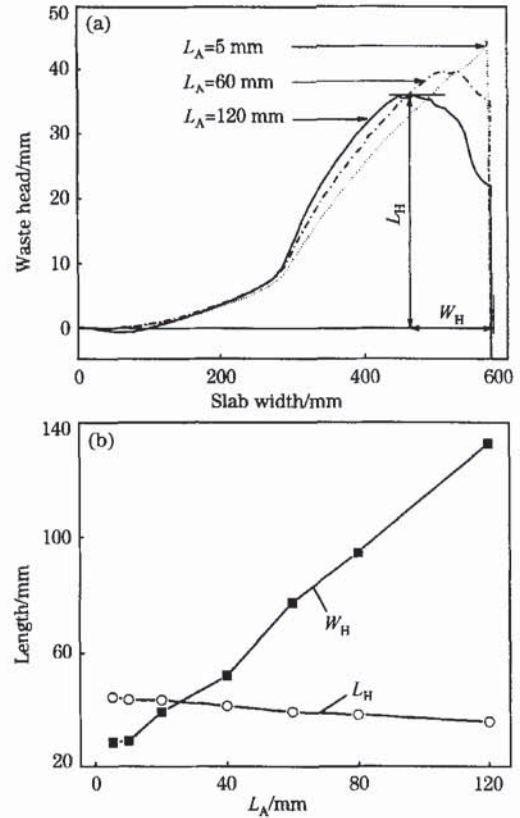 (a)
50
40
30
20
10
0
Waste head/mm
L_A=5 mm
L_A=60 mm
L_A=120 mm
L_H
W_H
0 200 400 600
Slab width/mm
(b)
140
100
60
20
Length/mm
W_H
L_H
0 40 80 120
L_A/mm